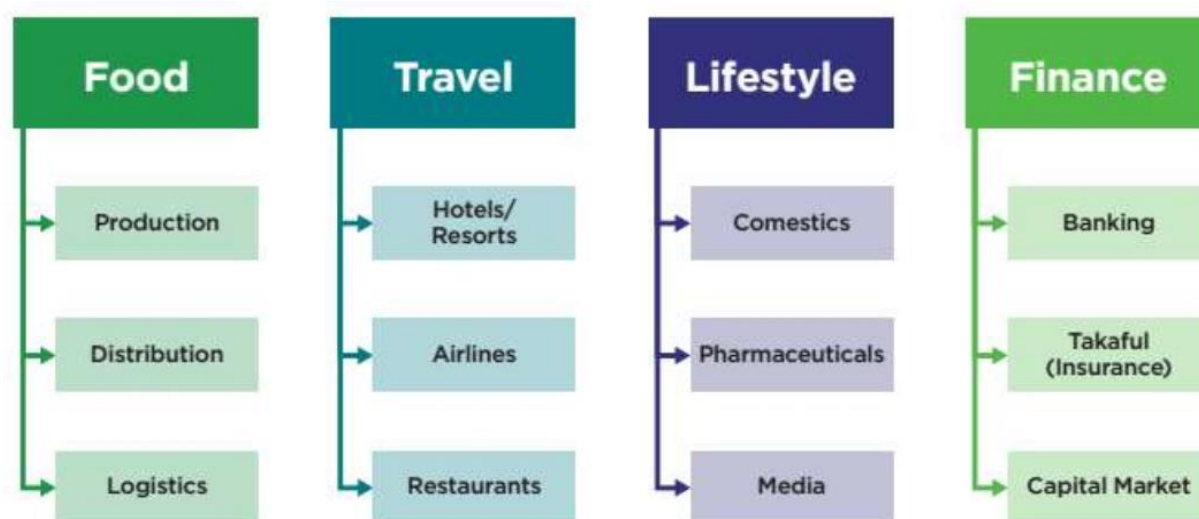 Food
Production
Distribution
Logistics
Travel
Hotels/
Resorts
Airlines
Restaurants
Lifestyle
Comestics
Pharmaceuticals
Media
Finance
Banking
Takaful
(Insurance)
Capital Market